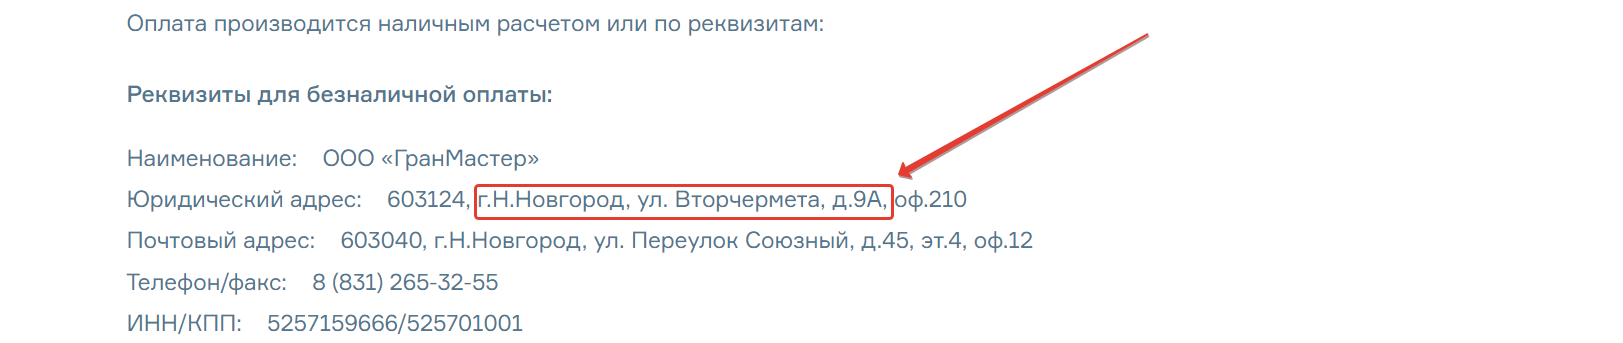 Оплата производится наличным расчетом или по реквизитам:
Реквизиты для безналичной оплаты:
Наименование: ООО «ГранМастер»
Юридический адрес: 603124, г.Н.Новгород, ул. Вторчермета, д.9А, оф.210
Почтовый адрес: 603040, г.Н.Новгород, ул. Переулок Союзный, д.45, эт.4, оф.12
Телефон/факс: 8 (831) 265-32-55
ИНН/КПП: 5257159666/525701001